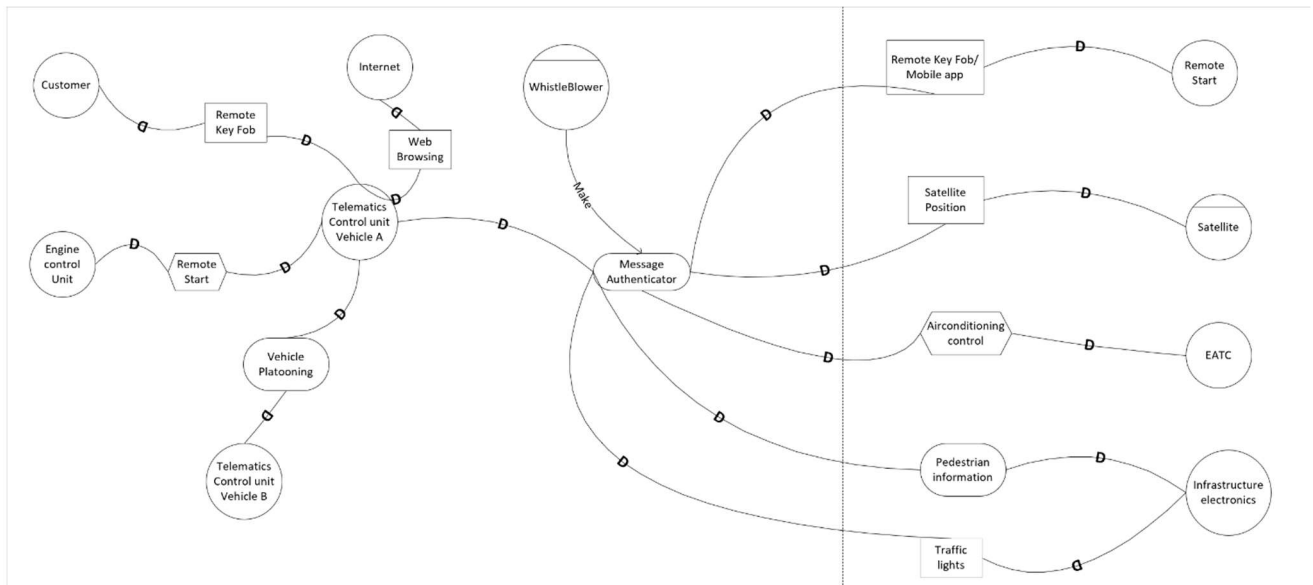 Customer
D
Remote
Key Fob
D
Internet
D
Web
Browsing
D
Telematics
Control unit
Vehicle A
D
Engine
control
Unit
D
Remote
Start
D
D
Vehicle
Platooning
D
Telematics
Control unit
Vehicle B
WhistleBlower
Make
Message
Authenticator
D
Remote Key Fob/
Mobile app
D
Remote
Start
D
Satellite
Position
D
Satellite
D
Airconditioning
control
D
EATC
D
Pedestrian
information
D
Infrastructure
electronics
D
Traffic
lights
D